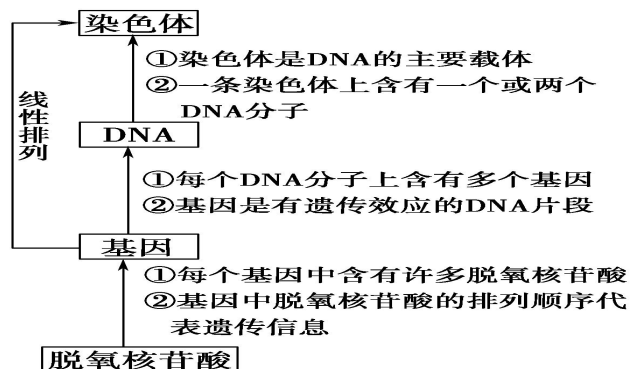 染色体
①染色体是DNA的主要载体
②一条染色体上含有一个或两个
DNA分子
线性排列
DNA
①每个DNA分子上含有多个基因
②基因是有遗传效应的DNA片段
基因
①每个基因中含有许多脱氧核苷酸
②基因中脱氧核苷酸的排列顺序代
表遗传信息
脱氧核苷酸